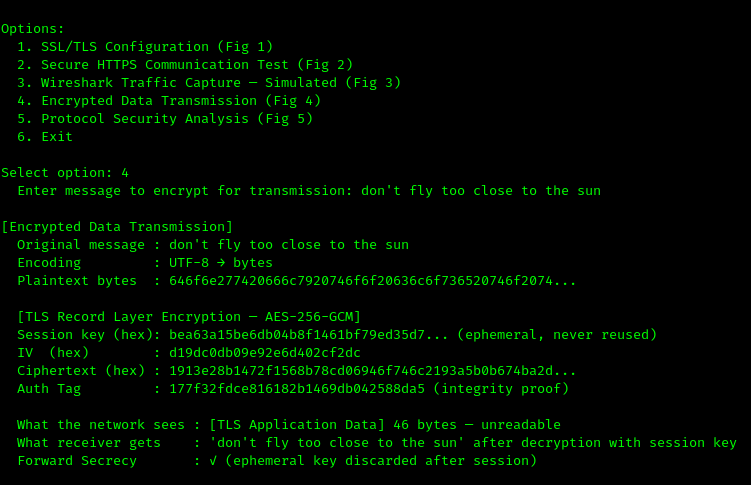 Options:
1. SSL/TLS Configuration (Fig 1)
2. Secure HTTPS Communication Test (Fig 2)
3. Wireshark Traffic Capture — Simulated (Fig 3)
4. Encrypted Data Transmission (Fig 4)
5. Protocol Security Analysis (Fig 5)
6. Exit
Select option: 4
Enter message to encrypt for transmission: don't fly too close to the sun
[Encrypted Data Transmission]
Original message : don't fly too close to the sun
Encoding : UTF-8 → bytes
Plaintext bytes : 646f6e277420666c7920746f6f20636c6f736520746f2074...
[TLS Record Layer Encryption — AES-256-GCM]
Session key (hex): bea63a15be6db04b8f1461bf79ed35d7... (ephemeral, never reused)
IV (hex) : d19dc0db09e92e6d402cf2dc
Ciphertext (hex) : 1913e28b1472f1568b78cd06946f746c2193a5b0b674ba2d...
Auth Tag : 177f32fdce816182b1469db042588da5 (integrity proof)
What the network sees : [TLS Application Data] 46 bytes — unreadable
What receiver gets : 'don't fly too close to the sun' after decryption with session key
Forward Secrecy : √ (ephemeral key discarded after session)